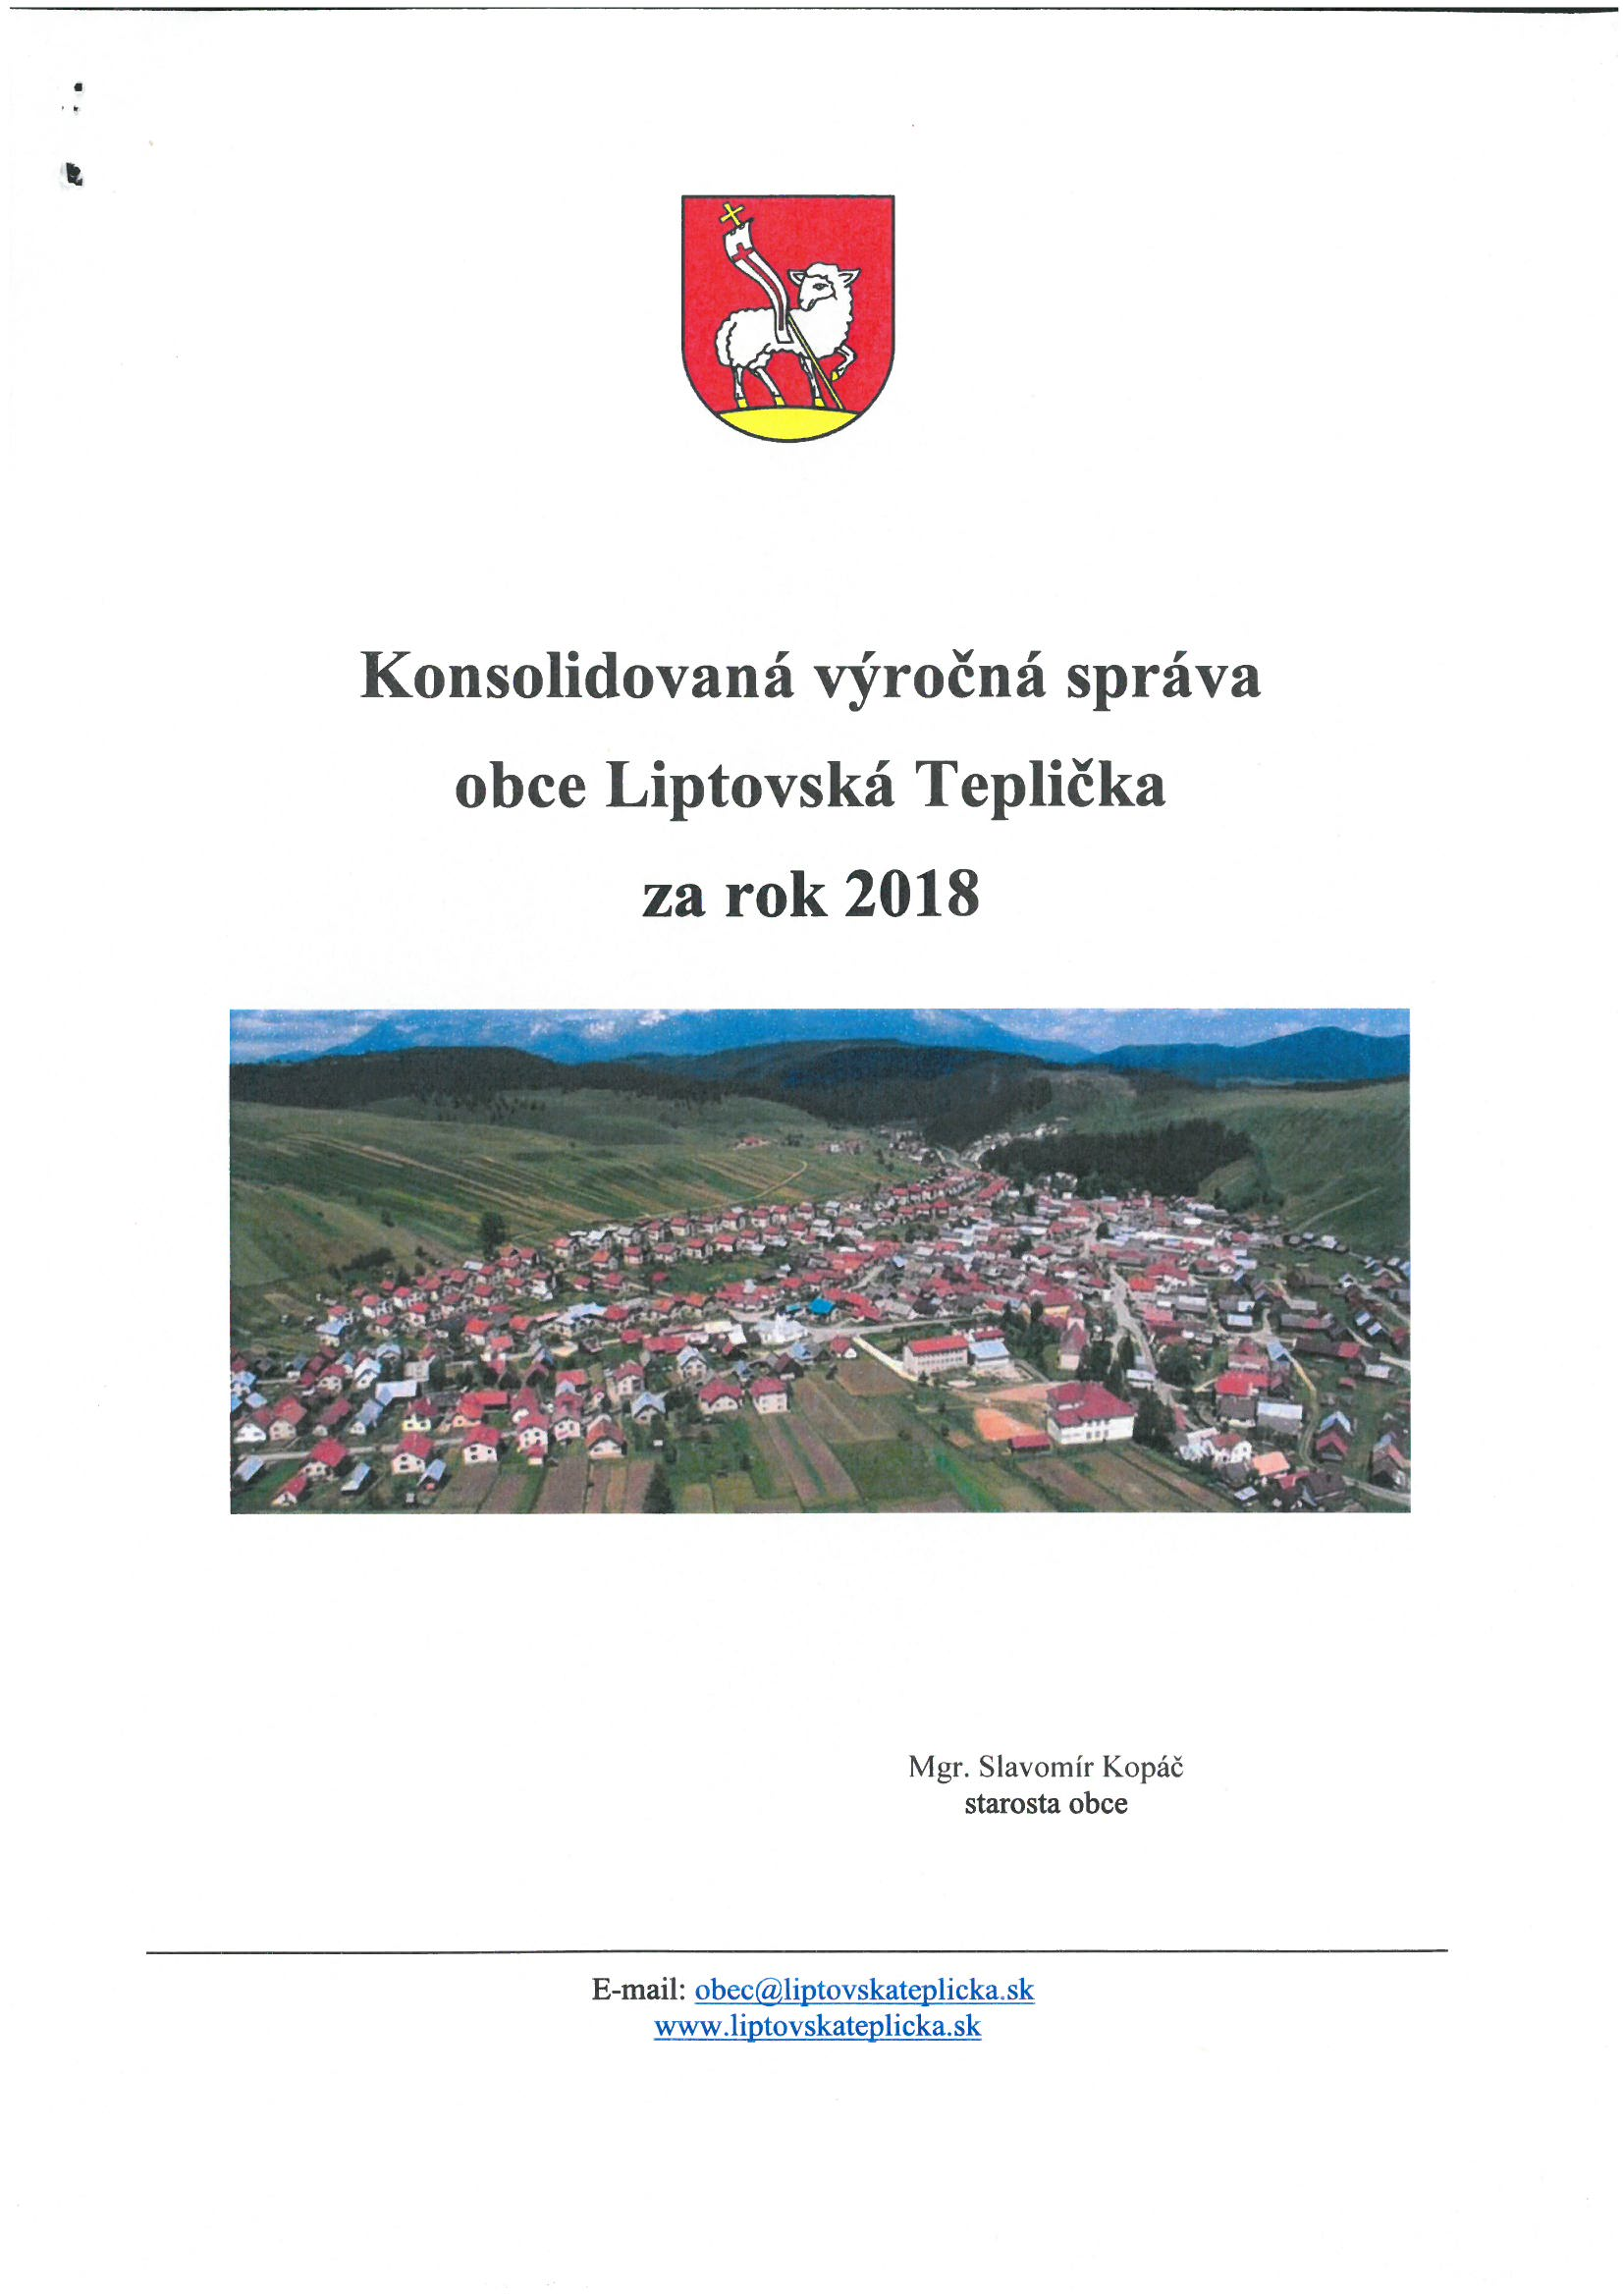 Konsolidovaná výročná správa
obce Liptovská Teplička
za rok 2018
Mgr. Slavomír Kopáč
starosta obce
E-mail: obec@liptovskateplicka.sk
www.liptovskateplicka.sk